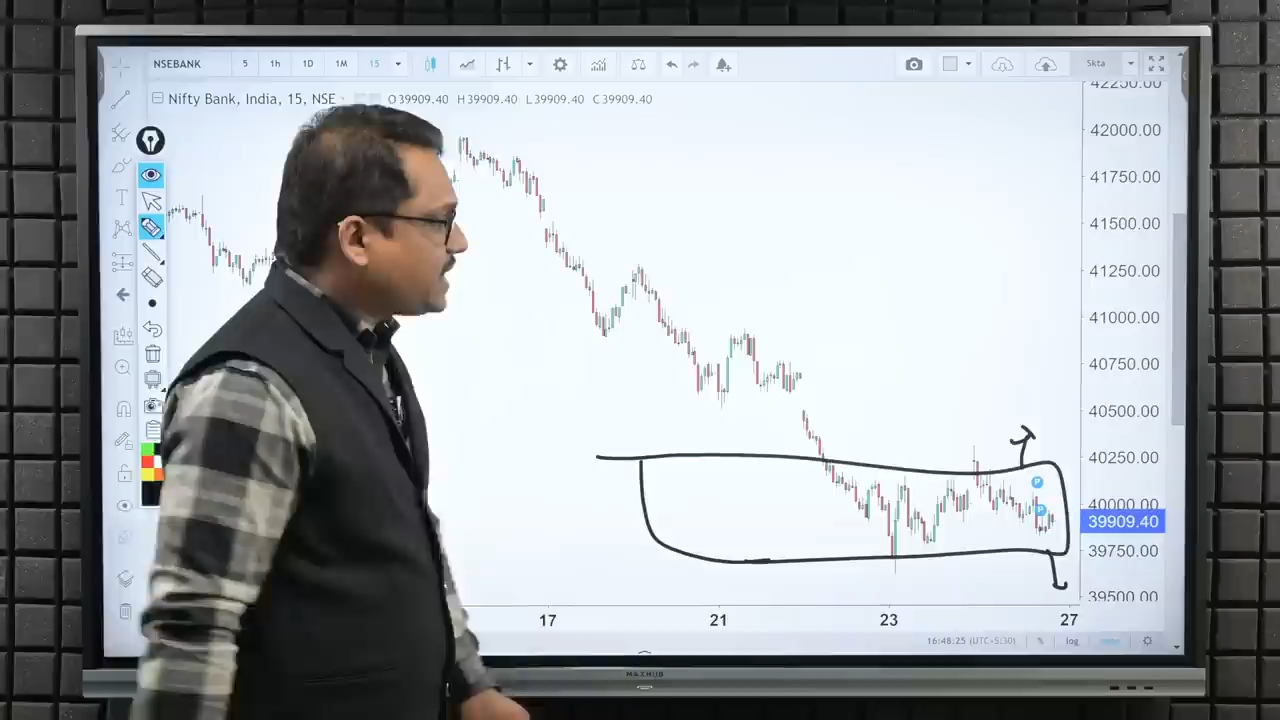 NSEBANK 5 1h 1D 1M 15 Skta
Nifty Bank, India, 15, NSE O39909.40 H39909.40 L39909.40 C39909.40
42250.00
42000.00
41750.00
41500.00
41250.00
41000.00
40750.00
40500.00
40250.00
P
40000.00
P
39909.40
39750.00
39500.00
17 21 23 27
16:48:25 (UTC+5:30) % log
MAXHUB